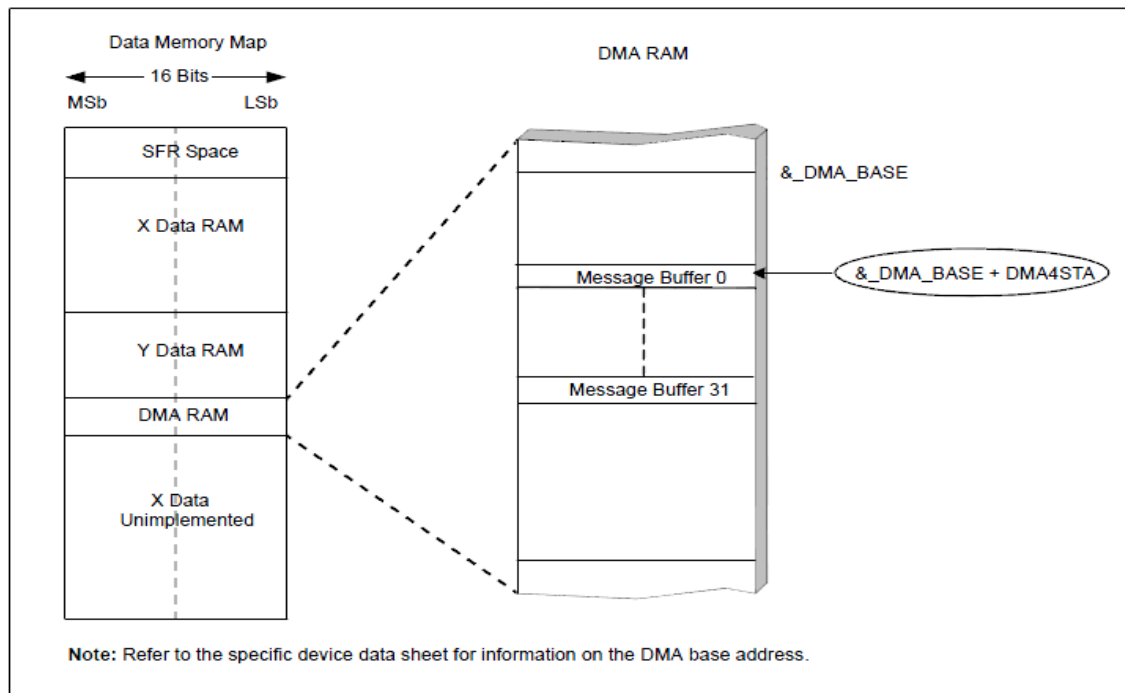 Data Memory Map
16 Bits
MSb LSb
SFR Space
X Data RAM
Y Data RAM
DMA RAM
X Data
Unimplemented
DMA RAM
&_DMA_BASE
Message Buffer 0
&_DMA_BASE + DMA4STA
Message Buffer 31
Note: Refer to the specific device data sheet for information on the DMA base address.